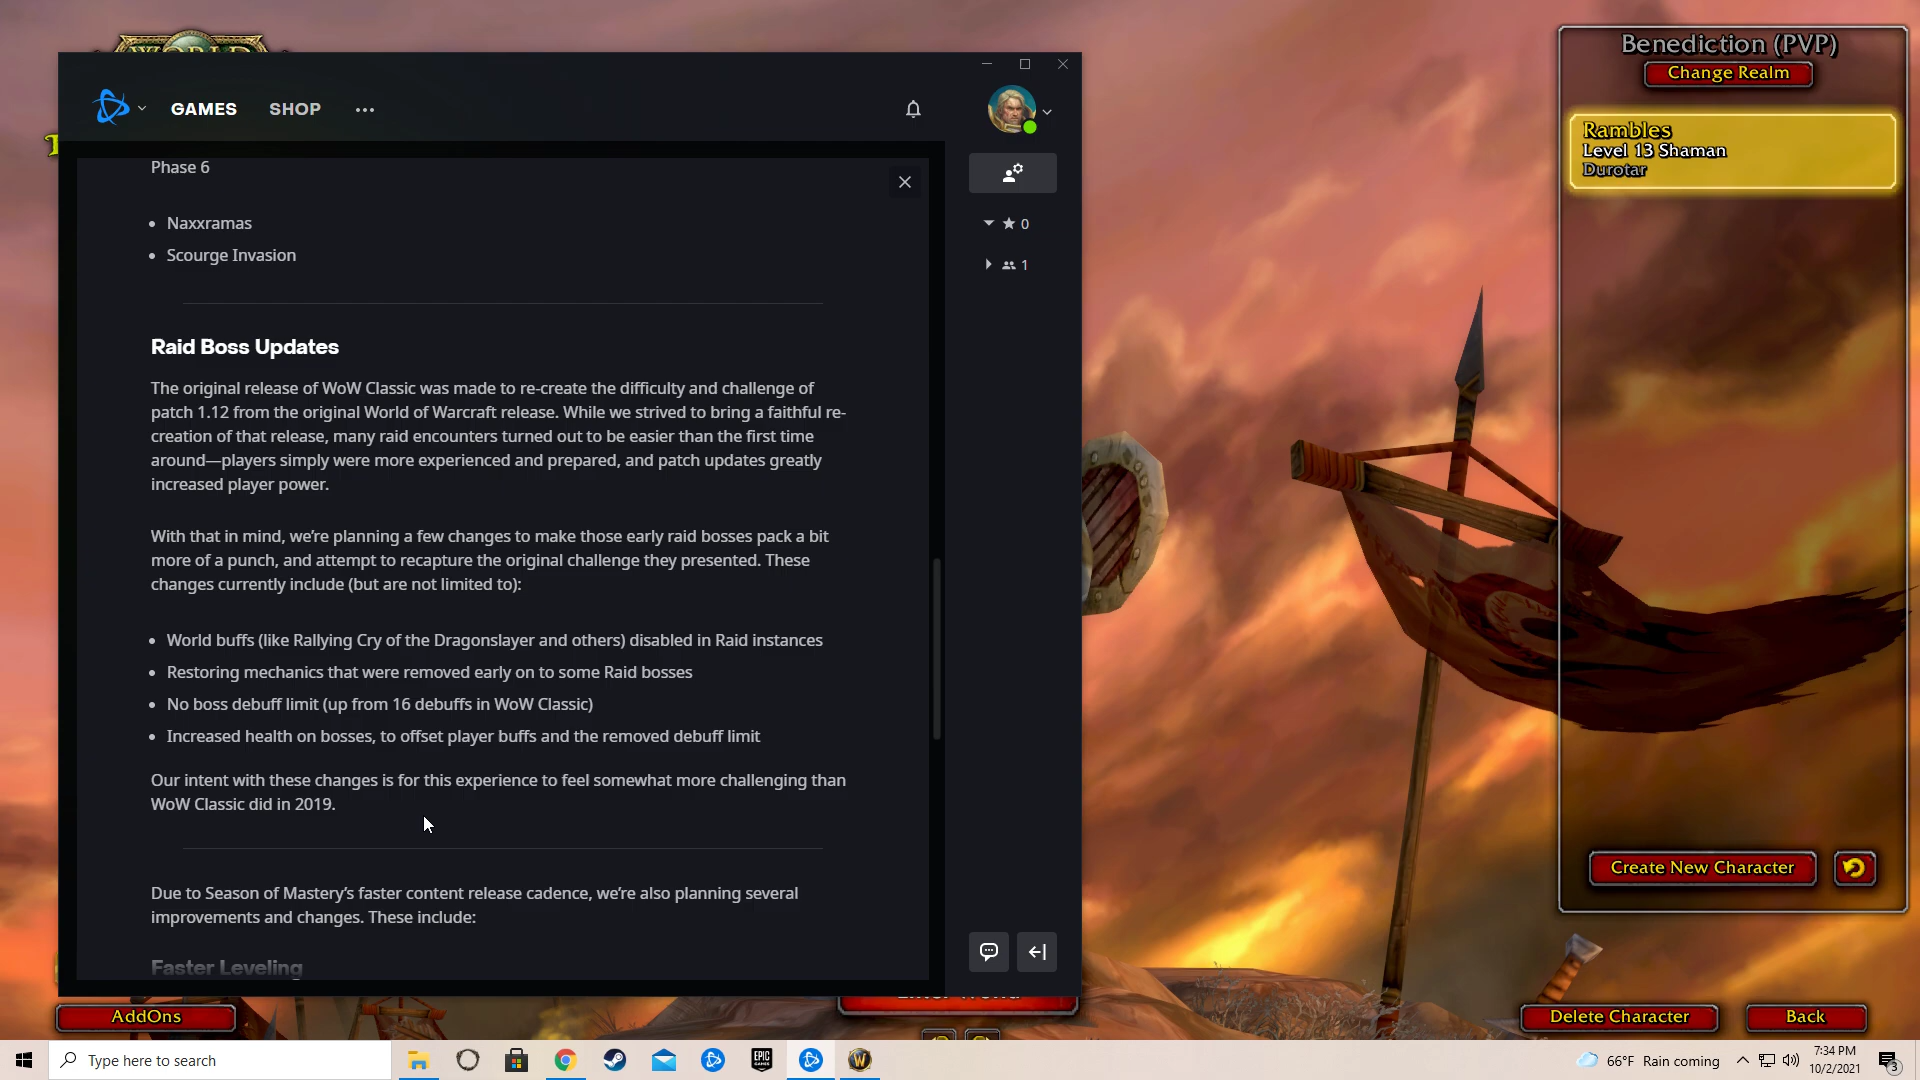 GAMES
SHOP
Phase 6
Naxxramas
Scourge Invasion
0
1
Raid Boss Updates
The original release of WoW Classic was made to re-create the difficulty and challenge of
patch 1.12 from the original World of Warcraft release. While we strived to bring a faithful re-
creation of that release, many raid encounters turned out to be easier than the first time
around—players simply were more experienced and prepared, and patch updates greatly
increased player power.
With that in mind, we're planning a few changes to make those early raid bosses pack a bit
more of a punch, and attempt to recapture the original challenge they presented. These
changes currently include (but are not limited to):
World buffs (like Rallying Cry of the Dragonslayer and others) disabled in Raid instances
Restoring mechanics that were removed early on to some Raid bosses
No boss debuff limit (up from 16 debuffs in WoW Classic)
Increased health on bosses, to offset player buffs and the removed debuff limit
Our intent with these changes is for this experience to feel somewhat more challenging than
WoW Classic did in 2019.
Due to Season of Mastery's faster content release cadence, we're also planning several
improvements and changes. These include:
Faster Leveling
Benediction (PVP)
Change Realm
Rambles
Level 13 Shaman
Durotar
Create New Character
AddOns
Delete Character
Back
Type here to search
EPIC
GAMES
66°F Rain coming
7:34 PM
10/2/2021
3